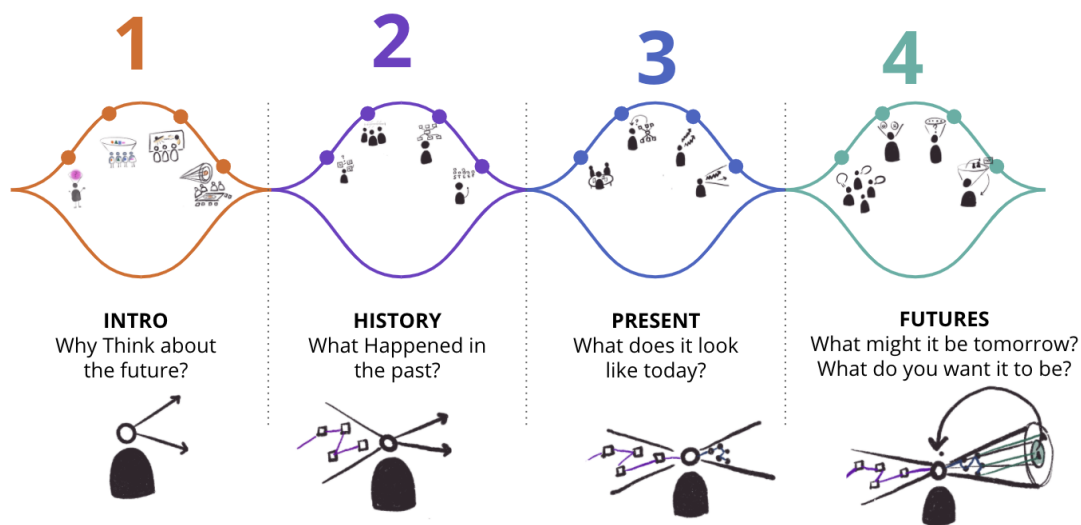 1
2
3
4
INTRO
Why Think about
the future?
HISTORY
What Happened in
the past?
PRESENT
What does it look
like today?
FUTURES
What might it be tomorrow?
What do you want it to be?